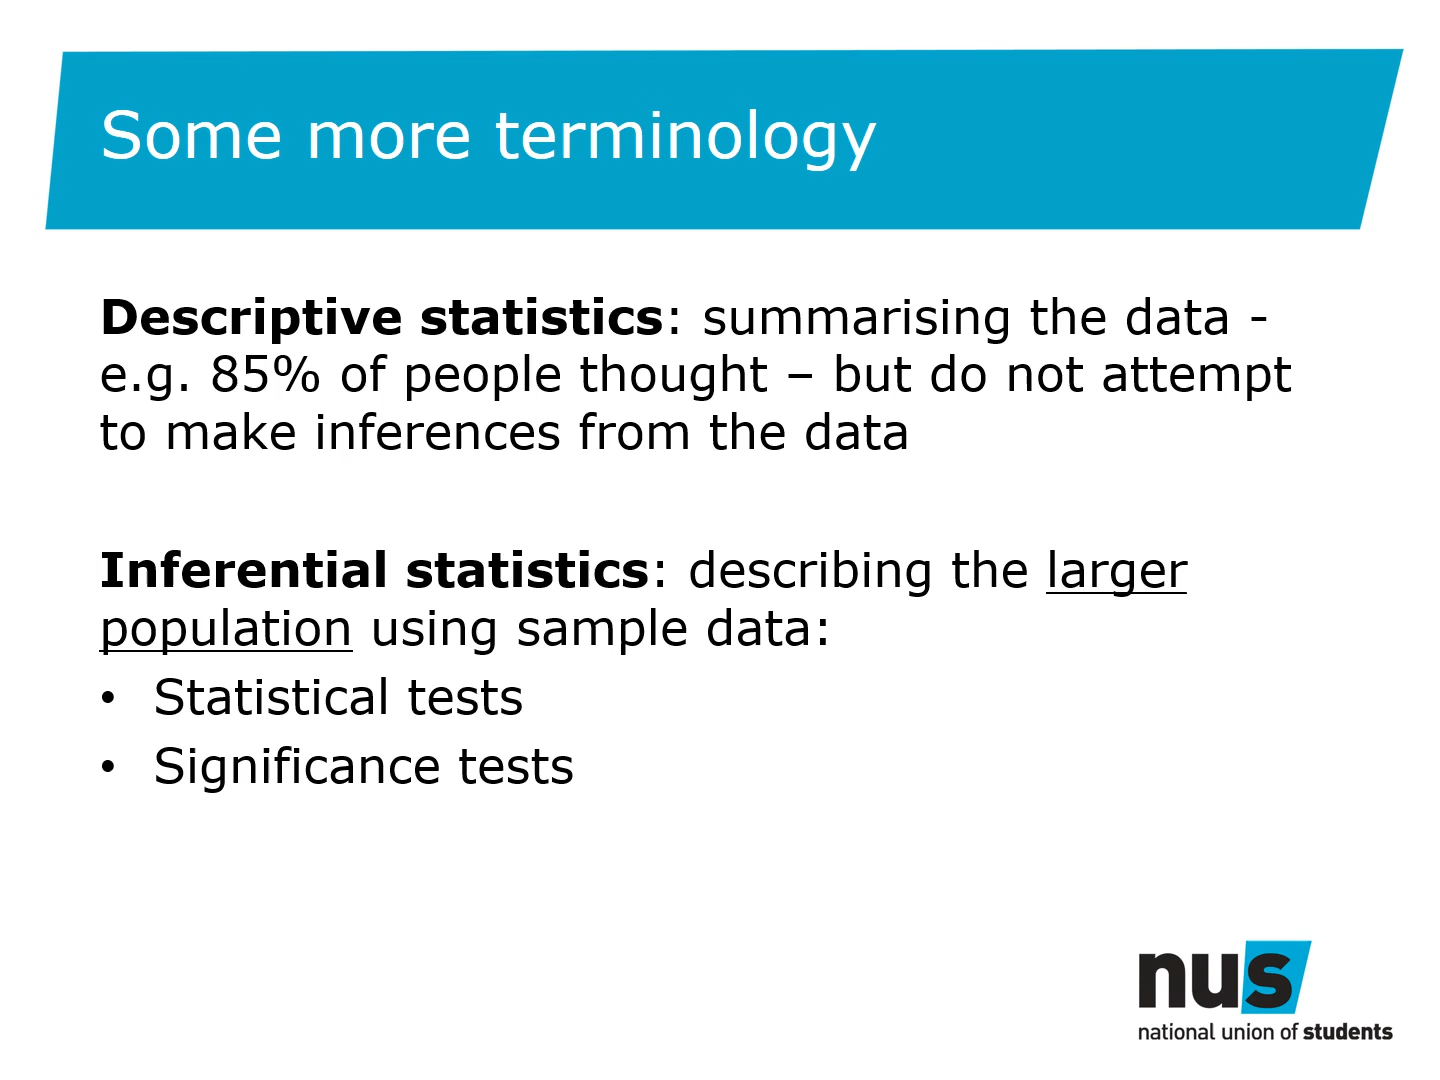 Some more terminology
Descriptive statistics: summarising the data -
e.g. 85% of people thought – but do not attempt
to make inferences from the data
Inferential statistics: describing the larger
population using sample data:
• Statistical tests
• Significance tests
nus
national union of students